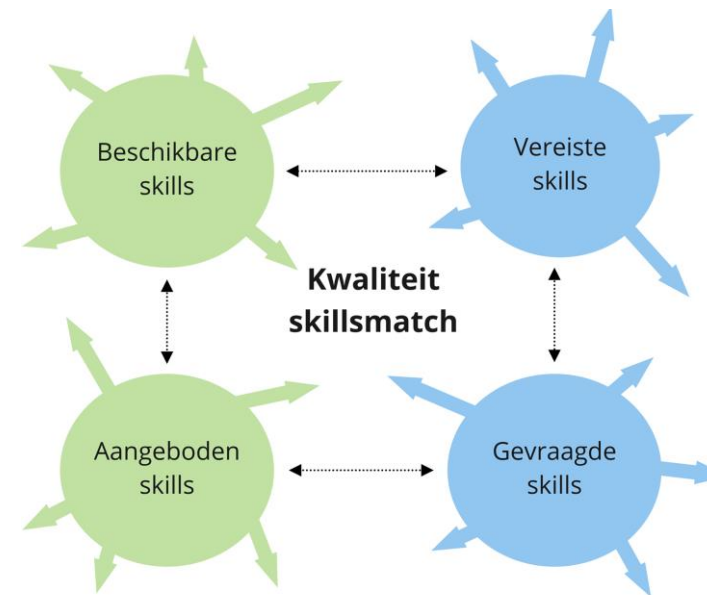 Beschikbare
skills
Vereiste
skills
Kwaliteit
skillsmatch
Aangeboden
skills
Gevraagde
skills